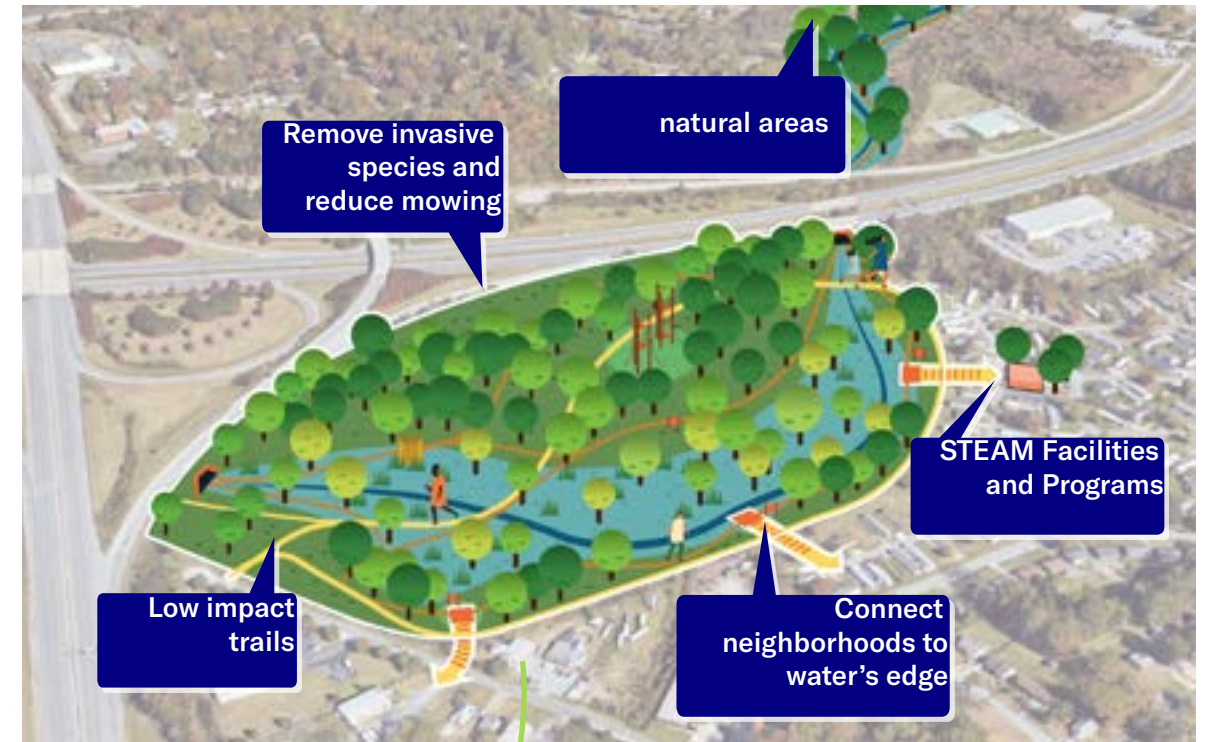 natural areas
Remove invasive
species and
reduce mowing
STEAM Facilities
and Programs
Low impact
trails
Connect
neighborhoods to
water’s edge